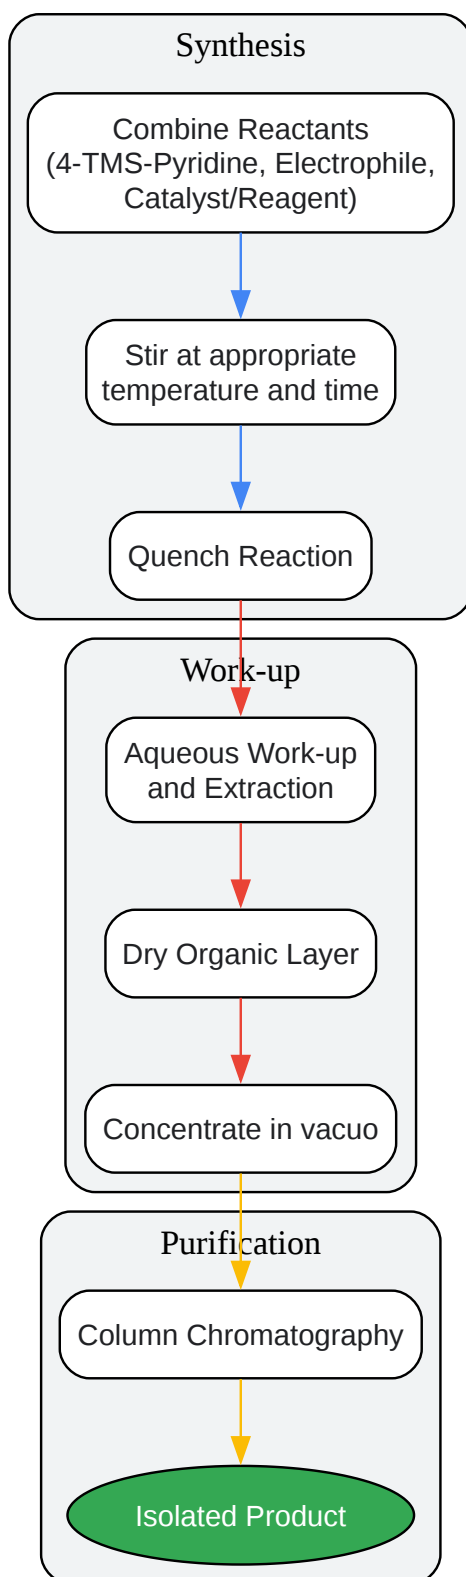 Synthesis
Combine Reactants
(4-TMS-Pyridine, Electrophile,
Catalyst/Reagent)
Stir at appropriate
temperature and time
Quench Reaction
Work-up
Aqueous Work-up
and Extraction
Dry Organic Layer
Concentrate in vacuo
Purification
Column Chromatography
Isolated Product